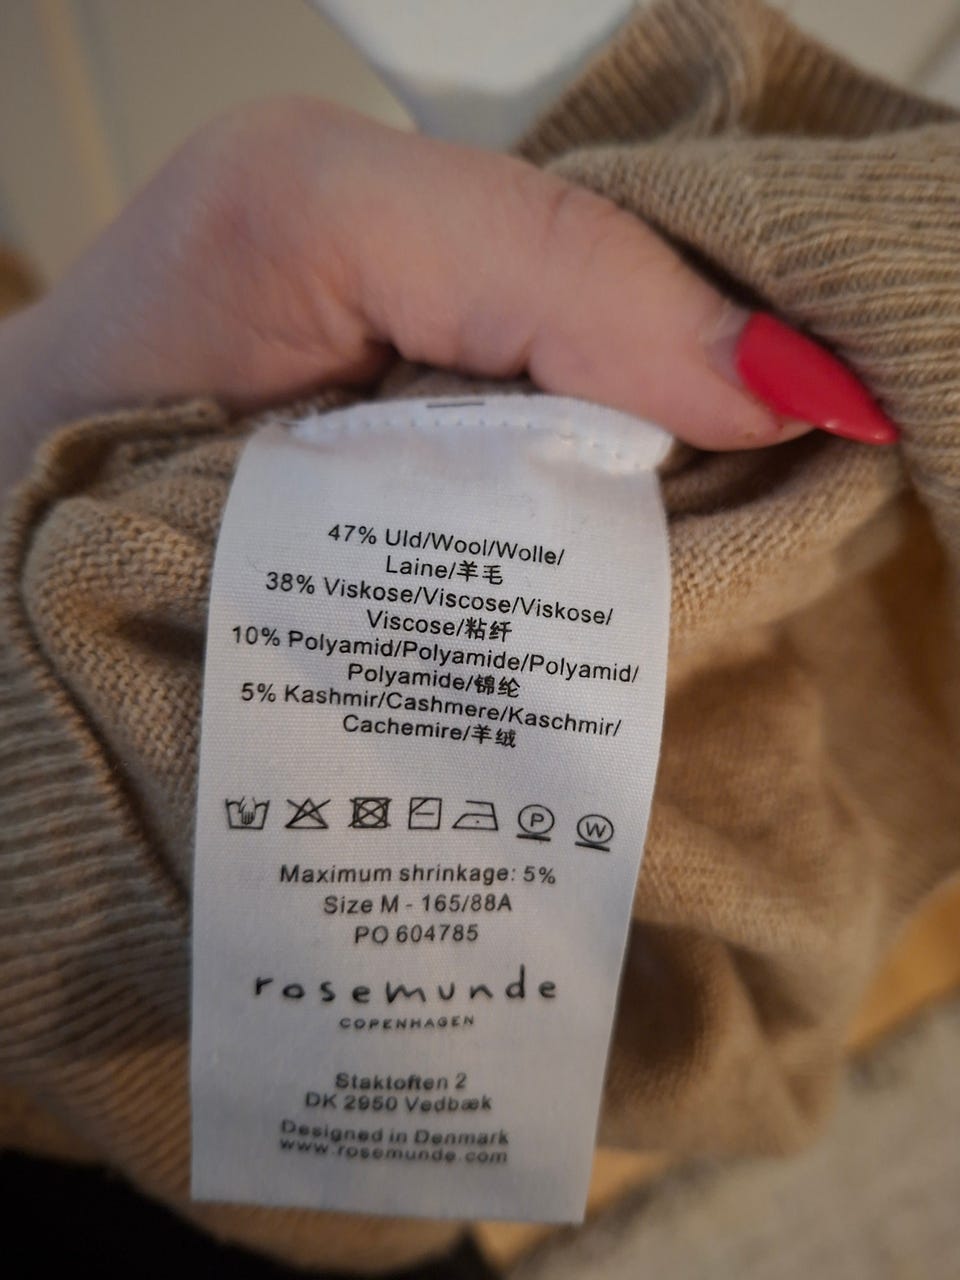 47% Uld/Wool/Wolle/
Laine/羊毛
38% Viskose/Viscose/Viskose/
Viscose/粘纤
10% Polyamid/Polyamide/Polyamid/
Polyamide/锦纶
5% Kashmir/Cashmere/Kaschmir/
Cachemire/羊绒
P W
Maximum shrinkage: 5%
Size M - 165/88A
PO 604785
rosemunde
COPENHAGEN
Staktoften 2
DK 2950 Vedbæk
Designed in Denmark
www.rosemunde.com